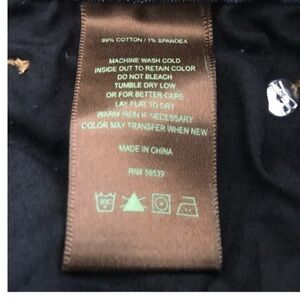 99% COTTON / 1% SPANDEX
MACHINE WASH COLD
INSIDE OUT TO RETAIN COLOR
DO NOT BLEACH
TUMBLE DRY LOW
OR FOR BETTER CARE
LAY FLAT TO DRY
WARM IRON IF NECESSARY
COLOR MAY TRANSFER WHEN NEW
MADE IN CHINA
RN# 56539